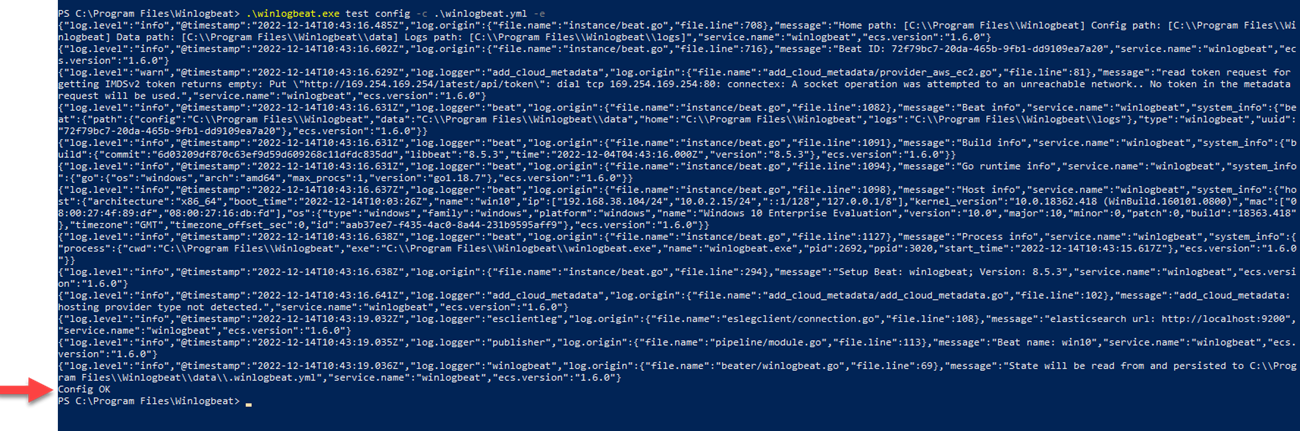 PS C:\Program Files\Winlogbeat> .\winlogbeat.exe test config -c .\winlogbeat.yml -e
{"log.level":"info","@timestamp":"2022-12-14T10:43:16.485Z","log.origin":{"file.name":"instance/beat.go","file.line":708},"message":"Home path: [C:\\Program Files\\Winlogbeat] Config path: [C:\\Program Files\\Wi
nlogbeat] Data path: [C:\\Program Files\\Winlogbeat\\data] Logs path: [C:\\Program Files\\Winlogbeat\\logs]","service.name":"winlogbeat","ecs.version":"1.6.0"}
{"log.level":"info","@timestamp":"2022-12-14T10:43:16.602Z","log.origin":{"file.name":"instance/beat.go","file.line":716},"message":"Beat ID: 72f79bc7-20da-465b-9fb1-dd9109ea7a20","service.name":"winlogbeat","ec
s.version":"1.6.0"}
{"log.level":"warn","@timestamp":"2022-12-14T10:43:16.629Z","log.logger":"add_cloud_metadata","log.origin":{"file.name":"add_cloud_metadata/provider_aws_ec2.go","file.line":81},"message":"read token request for
getting IMDSv2 token returns empty: Put \"http://169.254.169.254/latest/api/token\": dial tcp 169.254.169.254:80: connectex: A socket operation was attempted to an unreachable network.. No token in the metadata
request will be used.","service.name":"winlogbeat","ecs.version":"1.6.0"}
{"log.level":"info","@timestamp":"2022-12-14T10:43:16.631Z","log.logger":"beat","log.origin":{"file.name":"instance/beat.go","file.line":1082},"message":"Beat info","service.name":"winlogbeat","system_info":{"be
at":{"path":{"config":"C:\\Program Files\\Winlogbeat","data":"C:\\Program Files\\Winlogbeat\\data","home":"C:\\Program Files\\Winlogbeat","logs":"C:\\Program Files\\Winlogbeat\\logs"},"type":"winlogbeat","uuid":
"72f79bc7-20da-465b-9fb1-dd9109ea7a20"},"ecs.version":"1.6.0"}}
{"log.level":"info","@timestamp":"2022-12-14T10:43:16.631Z","log.logger":"beat","log.origin":{"file.name":"instance/beat.go","file.line":1091},"message":"Build info","service.name":"winlogbeat","system_info":{"b
uild":{"commit":"6d03209df870c63ef9d59d609268c11dfdc835dd","libbeat":"8.5.3","time":"2022-12-04T04:43:16.000Z","version":"8.5.3"},"ecs.version":"1.6.0"}}
{"log.level":"info","@timestamp":"2022-12-14T10:43:16.631Z","log.logger":"beat","log.origin":{"file.name":"instance/beat.go","file.line":1094},"message":"Go runtime info","service.name":"winlogbeat","system_info
":{"go":{"os":"windows","arch":"amd64","max_procs":1,"version":"go1.18.7"},"ecs.version":"1.6.0"}}
{"log.level":"info","@timestamp":"2022-12-14T10:43:16.637Z","log.logger":"beat","log.origin":{"file.name":"instance/beat.go","file.line":1098},"message":"Host info","service.name":"winlogbeat","system_info":{"ho
st":{"architecture":"x86_64","boot_time":"2022-12-14T10:03:26Z","name":"win10","ip":["192.168.38.104/24","10.0.2.15/24","::1/128","127.0.0.1/8"],"kernel_version":"10.0.18362.418 (WinBuild.160101.0800)","mac":["0
8:00:27:4f:89:df","08:00:27:16:db:fd"],"os":{"type":"windows","family":"windows","platform":"windows","name":"Windows 10 Enterprise Evaluation","version":"10.0","major":10,"minor":0,"patch":0,"build":"18363.418"
},"timezone":"GMT","timezone_offset_sec":0,"id":"aab37ee7-f435-4ac0-8a44-231b9595aff9"},"ecs.version":"1.6.0"}}
{"log.level":"info","@timestamp":"2022-12-14T10:43:16.638Z","log.logger":"beat","log.origin":{"file.name":"instance/beat.go","file.line":1127},"message":"Process info","service.name":"winlogbeat","system_info":{
"process":{"cwd":"C:\\Program Files\\Winlogbeat","exe":"C:\\Program Files\\Winlogbeat\\winlogbeat.exe","name":"winlogbeat.exe","pid":2692,"ppid":3020,"start_time":"2022-12-14T10:43:15.617Z"},"ecs.version":"1.6.0
"}}
{"log.level":"info","@timestamp":"2022-12-14T10:43:16.638Z","log.origin":{"file.name":"instance/beat.go","file.line":294},"message":"Setup Beat: winlogbeat; Version: 8.5.3","service.name":"winlogbeat","ecs.versi
on":"1.6.0"}
{"log.level":"info","@timestamp":"2022-12-14T10:43:16.641Z","log.logger":"add_cloud_metadata","log.origin":{"file.name":"add_cloud_metadata/add_cloud_metadata.go","file.line":102},"message":"add_cloud_metadata:
hosting provider type not detected.","service.name":"winlogbeat","ecs.version":"1.6.0"}
{"log.level":"info","@timestamp":"2022-12-14T10:43:19.032Z","log.logger":"esclientleg","log.origin":{"file.name":"eslegclient/connection.go","file.line":108},"message":"elasticsearch url: http://localhost:9200",
"service.name":"winlogbeat","ecs.version":"1.6.0"}
{"log.level":"info","@timestamp":"2022-12-14T10:43:19.035Z","log.logger":"publisher","log.origin":{"file.name":"pipeline/module.go","file.line":113},"message":"Beat name: win10","service.name":"winlogbeat","ecs.
version":"1.6.0"}
{"log.level":"info","@timestamp":"2022-12-14T10:43:19.036Z","log.logger":"winlogbeat","log.origin":{"file.name":"beater/winlogbeat.go","file.line":69},"message":"State will be read from and persisted to C:\\Prog
ram Files\\Winlogbeat\\data\\.winlogbeat.yml","service.name":"winlogbeat","ecs.version":"1.6.0"}
Config OK
PS C:\Program Files\Winlogbeat>